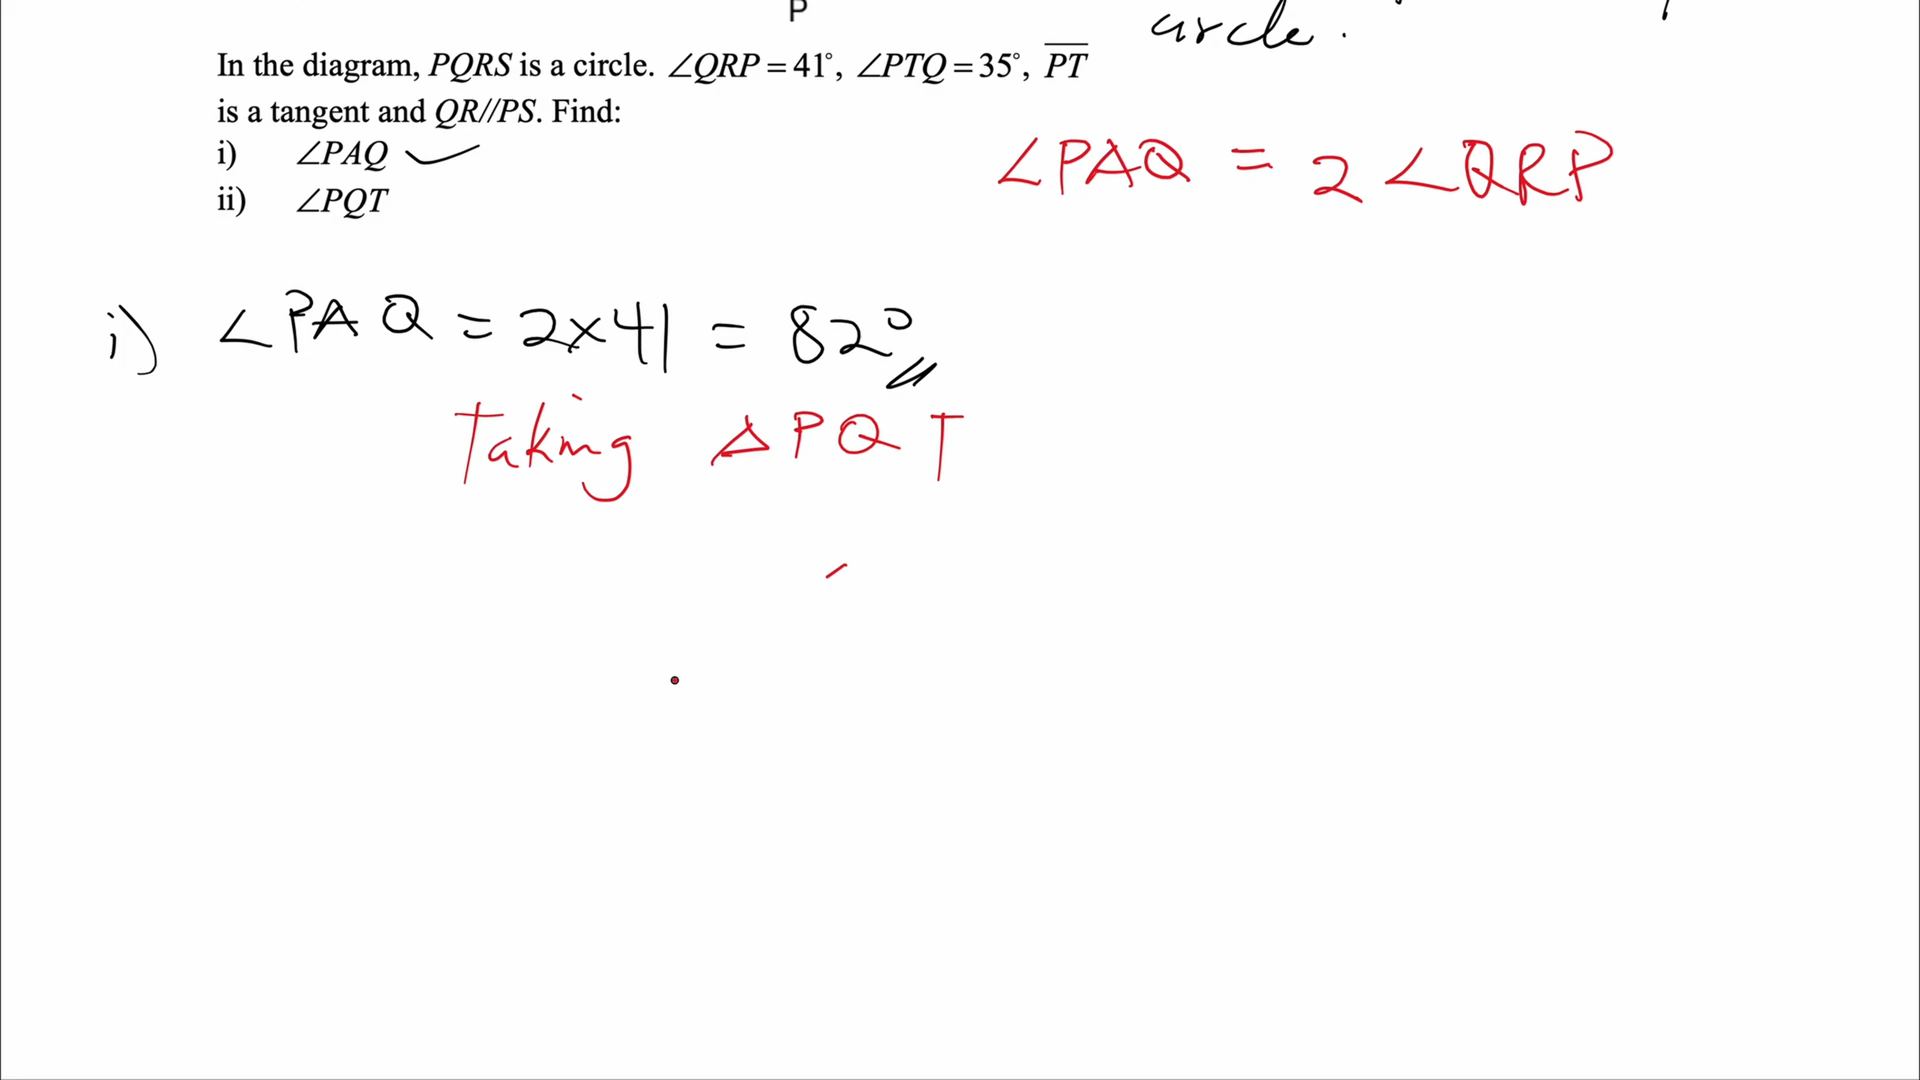 P
circle.
In the diagram, PQRS is a circle. ∠QRP = 41°, ∠PTQ = 35°, P̅T̅
is a tangent and QR//PS. Find:
i) ∠PAQ
ii) ∠PQT
∠PAQ = 2 ∠QRP
i) ∠PAQ = 2×41 = 82°
Taking △PQT